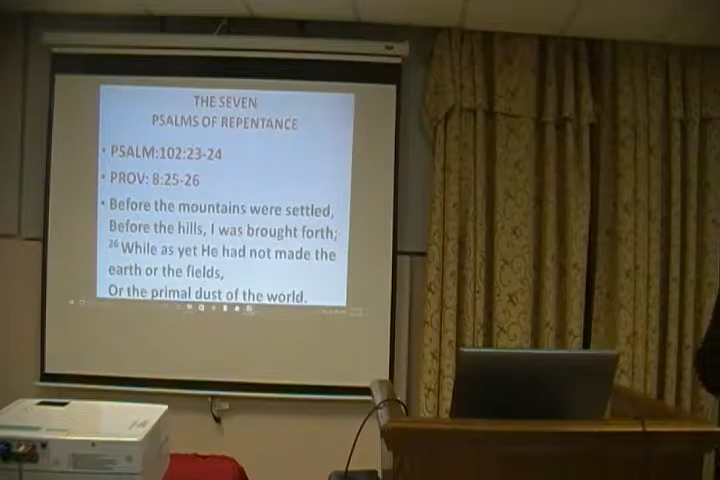 THE SEVEN
PSALMS OF REPENTANCE
• PSALM:102:23-24
• PROV: 8:25-26
• Before the mountains were settled,
Before the hills, I was brought forth;
26 While as yet He had not made the
earth or the fields,
Or the primal dust of the world.